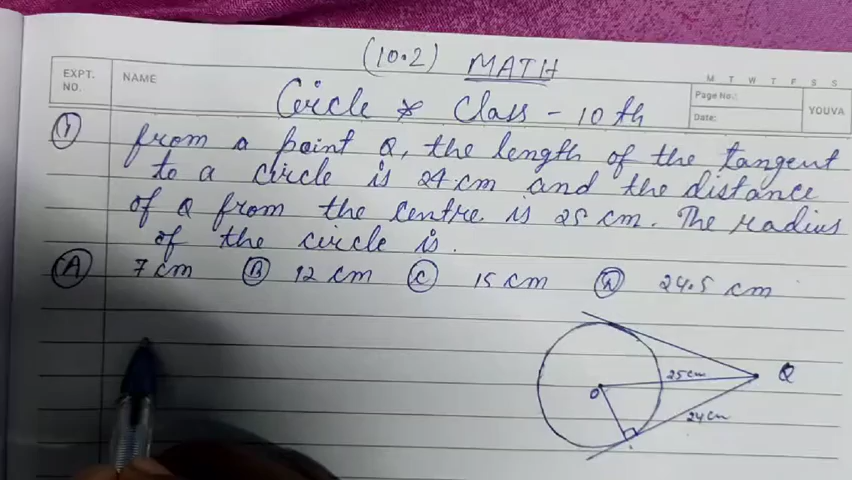 (10.2) MATH
EXPT. NO. NAME
M T W T F S S
Page No.:
Date:
YOUVA
Circle * Class - 10th
(1) from a point Q, the length of the tangent
to a circle is 24 cm and the distance
of Q from the centre is 25 cm. The radius
of the circle is.
(A) 7 cm (B) 12 cm (C) 15 cm (D) 24.5 cm
25cm Q
O
24cm